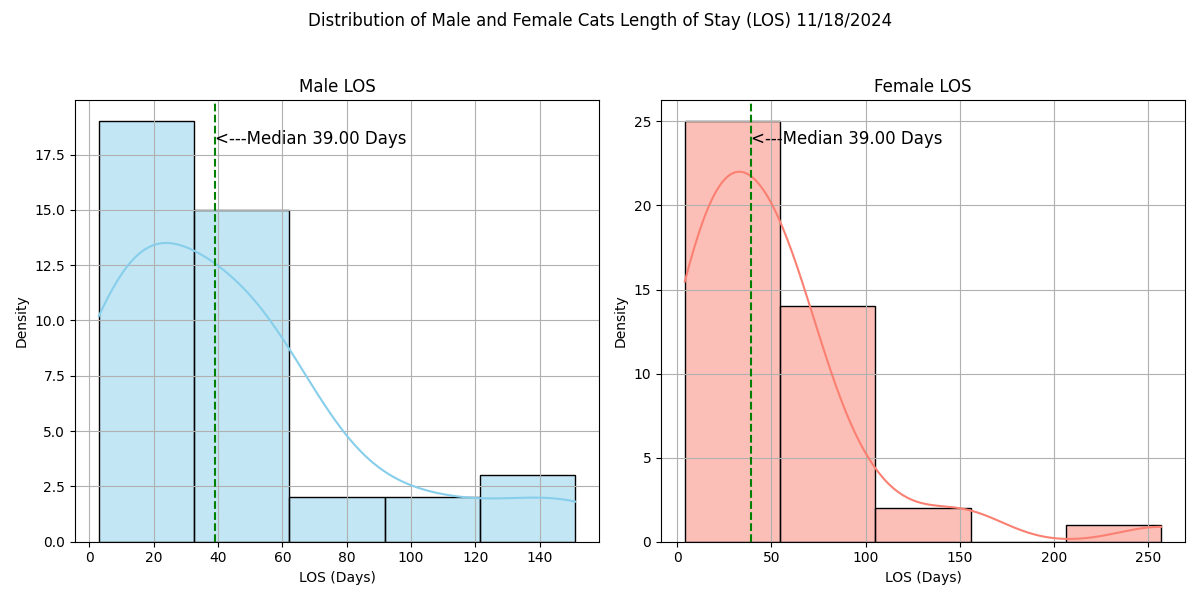 Distribution of Male and Female Cats Length of Stay (LOS) 11/18/2024
Male LOS
<---Median 39.00 Days
17.5
15.0
12.5
10.0
7.5
5.0
2.5
0.0
Density
0 20 40 60 80 100 120 140
LOS (Days)
Female LOS
<---Median 39.00 Days
25
20
15
10
5
0
Density
0 50 100 150 200 250
LOS (Days)